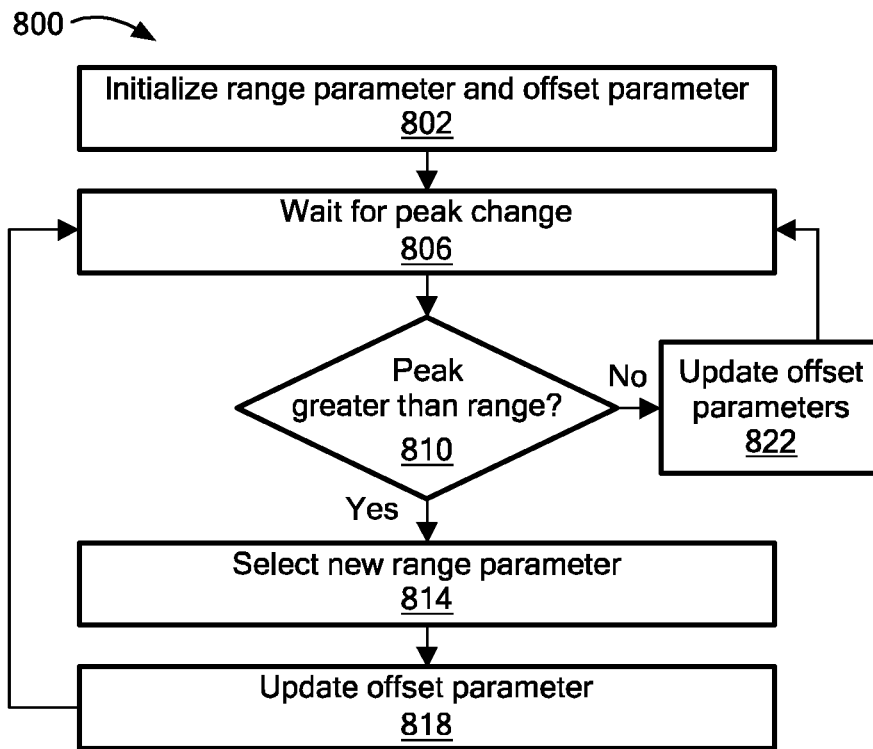 800
Initialize range parameter and offset parameter
802
Wait for peak change
806
Peak
greater than range?
810
No
Update offset
parameters
822
Yes
Select new range parameter
814
Update offset parameter
818